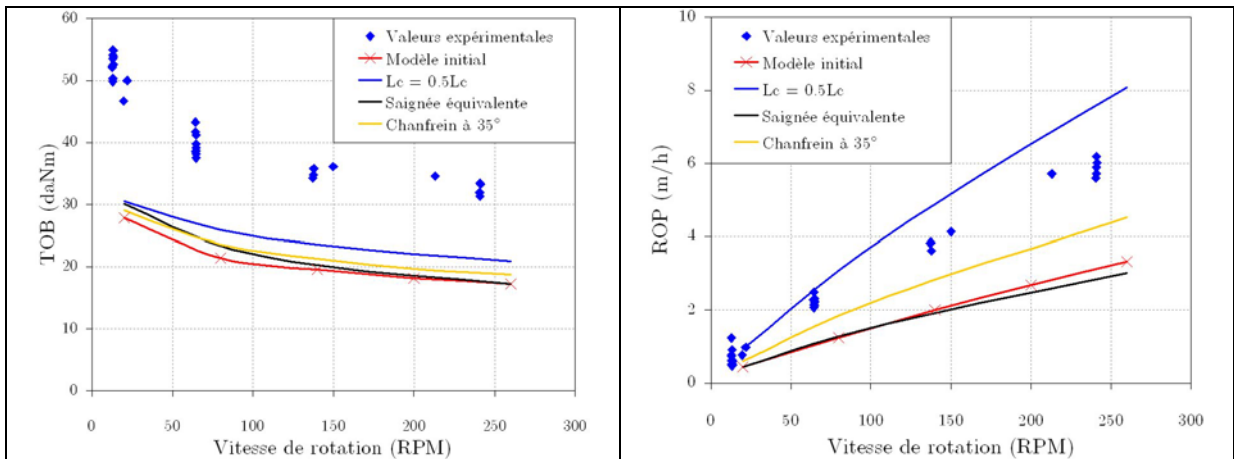 60
50
40
30
20
10
0
TOB (daNm)
Valeurs expérimentales
Modèle initial
Lc = 0.5Lc
Saignée équivalente
Chanfrein à 35°
0 50 100 150 200 250 300
Vitesse de rotation (RPM)
10
8
6
4
2
0
ROP (m/h)
Valeurs expérimentales
Modèle initial
Lc = 0.5Lc
Saignée équivalente
Chanfrein à 35°
0 50 100 150 200 250 300
Vitesse de rotation (RPM)